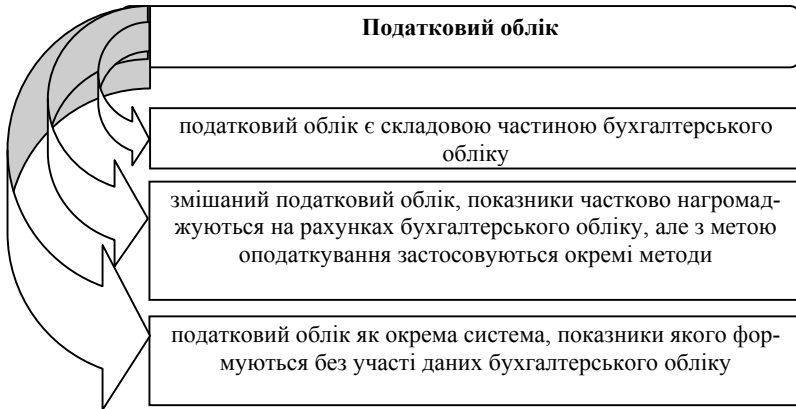 Податковий облік
податковий облік є складовою частиною бухгалтерського
обліку
змішаний податковий облік, показники частково нагромад-
жуються на рахунках бухгалтерського обліку, але з метою
оподаткування застосовуються окремі методи
податковий облік як окрема система, показники якого фор-
муються без участі даних бухгалтерського обліку